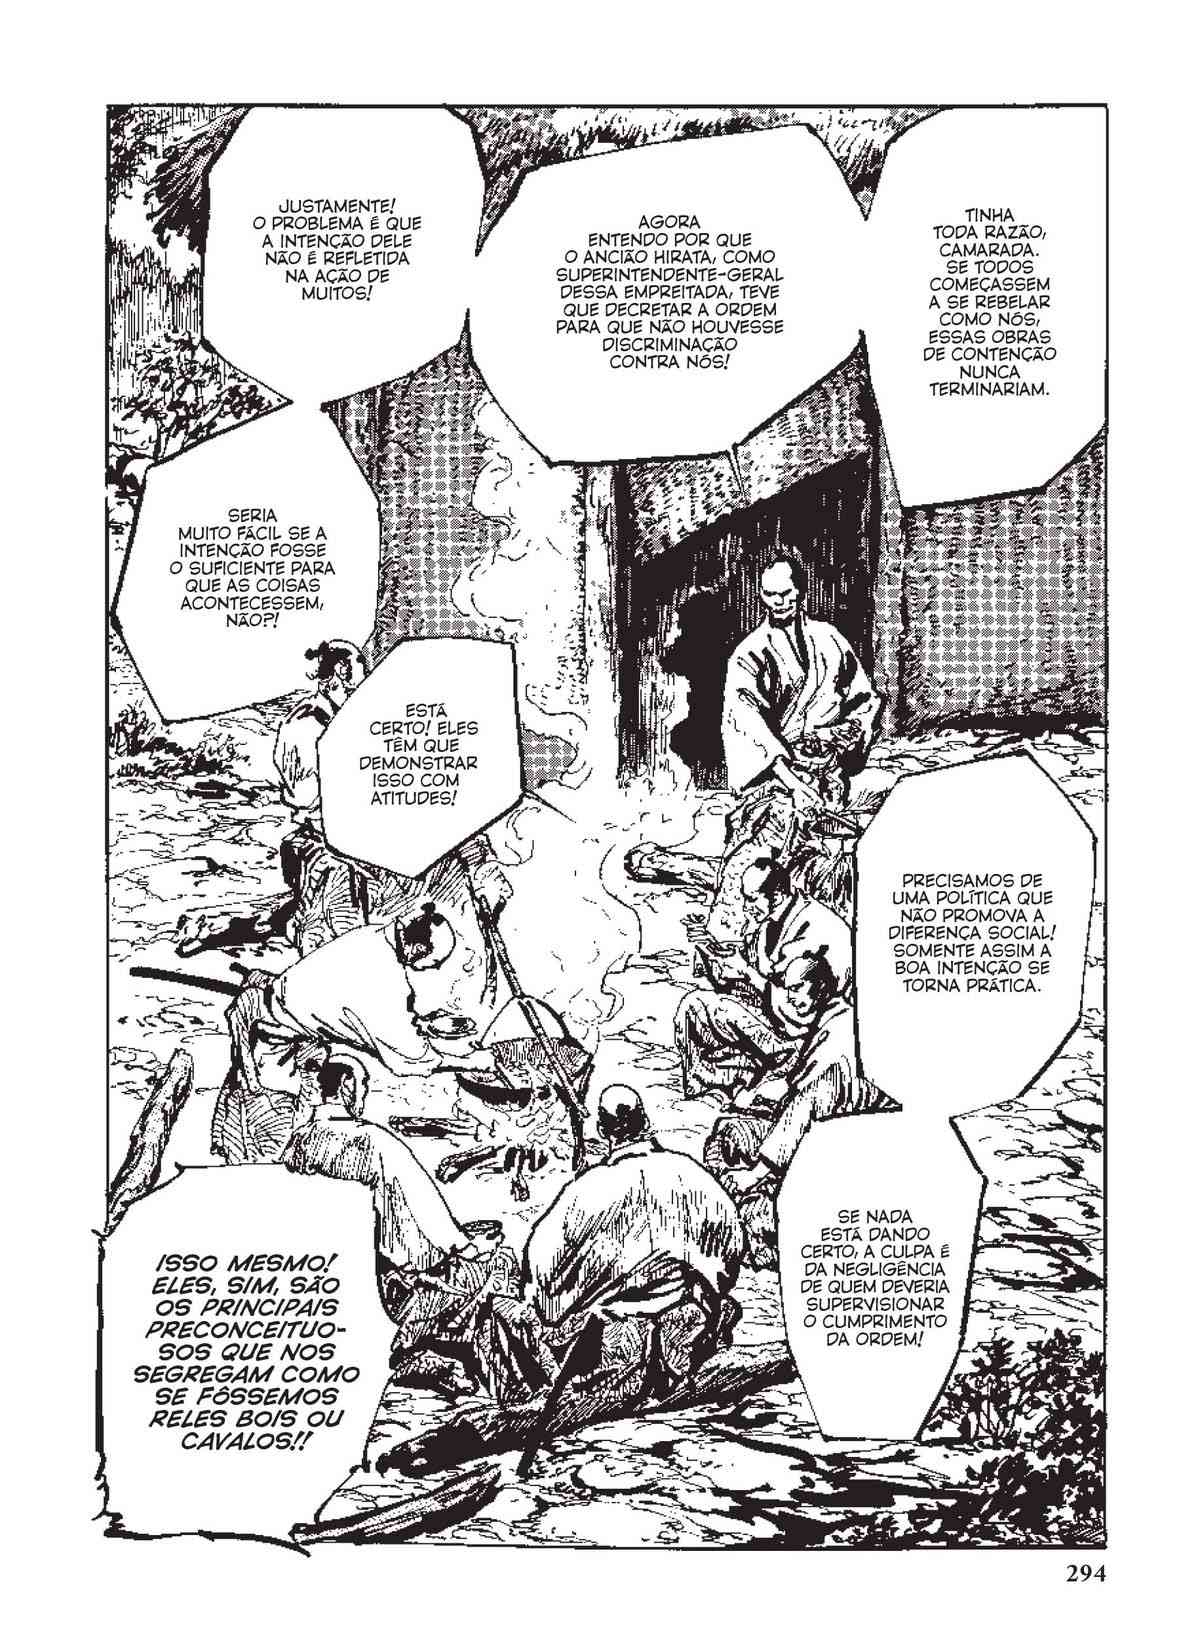 TINHA
TODA RAZÃO,
CAMARADA.
SE TODOS
COMEÇASSEM
A SE REBELAR
COMO NÓS,
ESSAS OBRAS
DE CONTENÇÃO
NUNCA
TERMINARIAM.
AGORA
ENTENDO POR QUE
O ANCIÃO HIRATA, COMO
SUPERINTENDENTE-GERAL
DESSA EMPREITADA, TEVE
QUE DECRETAR A ORDEM
PARA QUE NÃO HOUVESSE
DISCRIMINAÇÃO
CONTRA NÓS!
JUSTAMENTE!
O PROBLEMA É QUE
A INTENÇÃO DELE
NÃO É REFLETIDA
NA AÇÃO DE
MUITOS!
SERIA
MUITO FÁCIL SE A
INTENÇÃO FOSSE
O SUFICIENTE PARA
QUE AS COISAS
ACONTECESSEM,
NÃO?!
ESTÁ
CERTO! ELES
TÊM QUE
DEMONSTRAR
ISSO COM
ATITUDES!
PRECISAMOS DE
UMA POLÍTICA QUE
NÃO PROMOVA A
DIFERENÇA SOCIAL!
SOMENTE ASSIM A
BOA INTENÇÃO SE
TORNA PRÁTICA.
SE NADA
ESTÁ DANDO
CERTO, A CULPA É
DA NEGLIGÊNCIA
DE QUEM DEVERIA
SUPERVISIONAR
O CUMPRIMENTO
DA ORDEM!
ISSO MESMO!
ELES, SIM, SÃO
OS PRINCIPAIS
PRECONCEITUO-
SOS QUE NOS
SEGREGAM COMO
SE FÔSSEMOS
RELES BOIS OU
CAVALOS!!
294